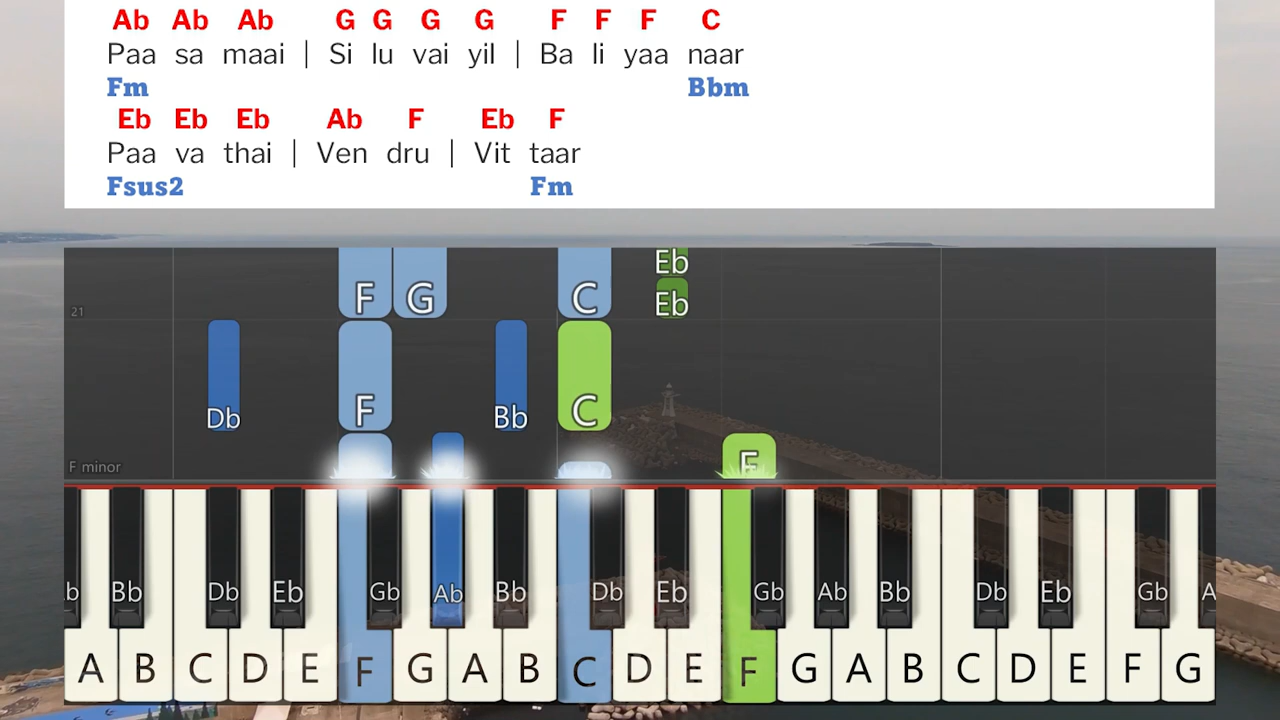 Ab Ab Ab G G G G F F F C
Paa sa maai | Si lu vai yil | Ba li yaa naar
Fm Bbm
Eb Eb Eb Ab F Eb F
Paa va thai | Ven dru | Vit taar
Fsus2 Fm
Eb
F G C Eb
21
Db F Bb C
F minor F
b Bb Db Eb Gb Ab Bb Db Eb Gb Ab Bb Db Eb Gb A
A B C D E F G A B C D E F G A B C D E F G